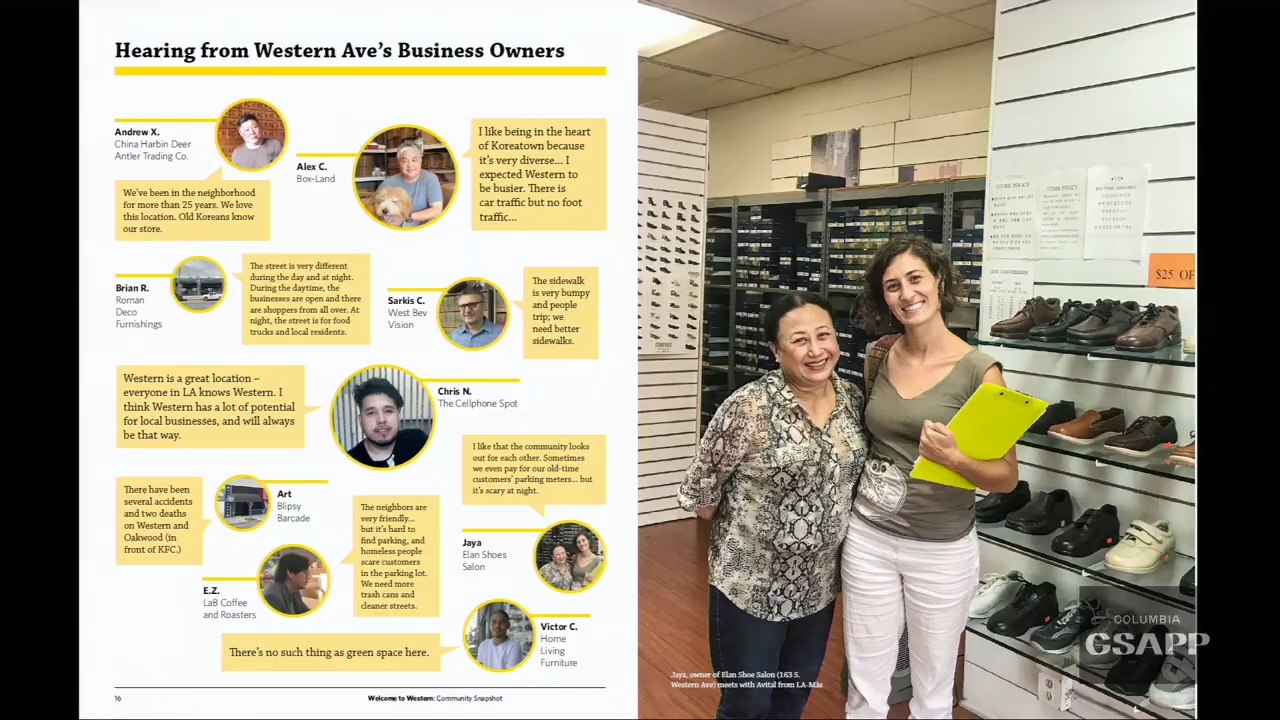 Hearing from Western Ave's Business Owners
Andrew X.
China Harbin Deer
Antler Trading Co.
We've been in the neighborhood
for more than 25 years. We love
this location. Old Koreans know
our store.
Alex C.
Box-Land
I like being in the heart
of Koreatown because
it's very diverse... I
expected Western to
be busier. There is
car traffic but no foot
traffic...
Brian R.
Roman
Deco
Furnishings
The street is very different
during the day and at night.
During the daytime, the
businesses are open and there
are shoppers from all over. At
night, the street is for food
trucks and local residents.
Sarkis C.
West Bev
Vision
The sidewalk
is very bumpy
and people
trip; we
need better
sidewalks.
Western is a great location –
everyone in LA knows Western. I
think Western has a lot of potential
for local businesses, and will always
be that way.
Chris N.
The Cellphone Spot
I like that the community looks
out for each other. Sometimes
we even pay for our old-time
customers' parking meters... but
it's scary at night.
There have been
several accidents
and two deaths
on Western and
Oakwood (in
front of KFC.)
Art
Blipsy
Barcade
The neighbors are
very friendly...
but it's hard to
find parking, and
homeless people
scare customers
in the parking lot.
We need more
trash cans and
cleaner streets.
Jaya
Elan Shoes
Salon
E.Z.
LaB Coffee
and Roasters
There's no such thing as green space here.
Victor C.
Home
Living
Furniture
16
Welcome to Western: Community Snapshot
STORE POLICY
STORE POLICY
SIZE CONVERSION
$25 OF
Jaya, owner of Elan Shoe Salon (163 S.
Western Ave) meets with Avital from LA-Más
COLUMBIA
GSAPP